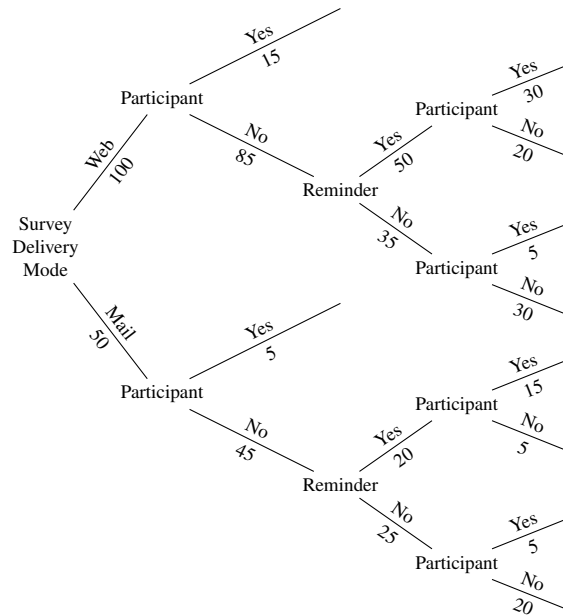 Yes
15
Participant
Yes
30
Participant
No
20
No
85
Yes
50
Web
100
Reminder
No
35
Survey
Delivery
Mode
Yes
5
Participant
No
30
Mail
50
Yes
5
Participant
Yes
15
Participant
No
5
No
45
Yes
20
Reminder
No
25
Yes
5
Participant
No
20